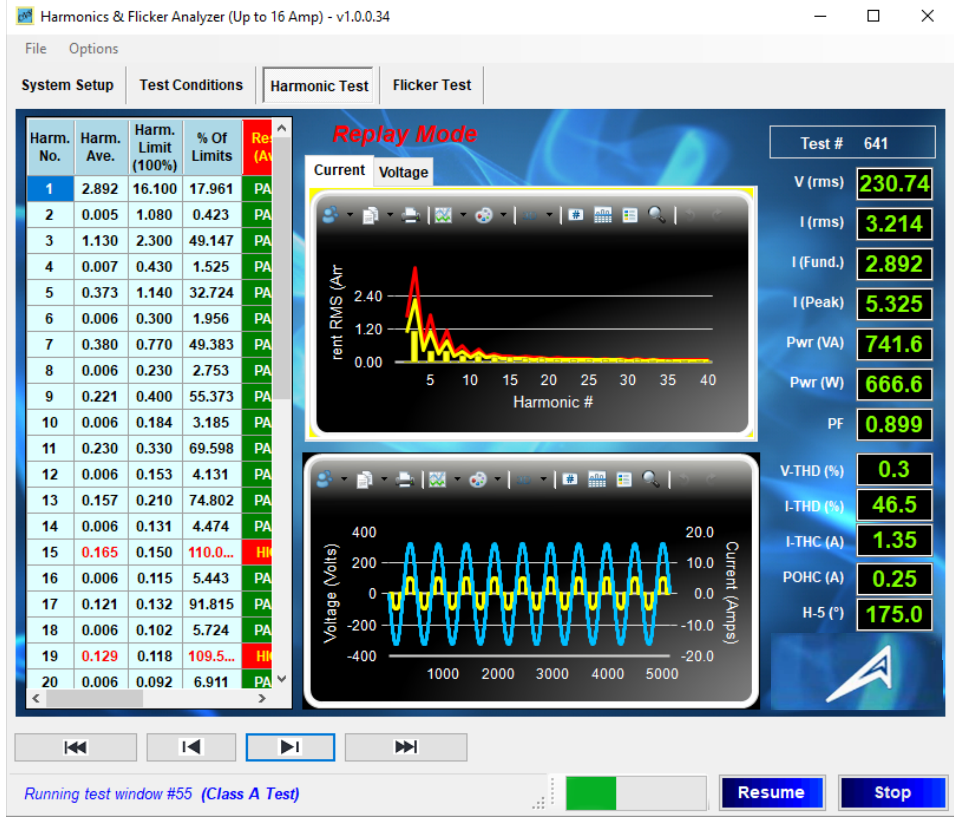 Harmonics & Flicker Analyzer (Up to 16 Amp) - v1.0.0.34
File Options
System Setup Test Conditions Harmonic Test Flicker Test
Harm. No. Harm. Ave. Harm. Limit (100%) % Of Limits
1 2.892 16.100 17.961 PA
2 0.005 1.080 0.423 PA
3 1.130 2.300 49.147 PA
4 0.007 0.430 1.525 PA
5 0.373 1.140 32.724 PA
6 0.006 0.300 1.956 PA
7 0.380 0.770 49.383 PA
8 0.006 0.230 2.753 PA
9 0.221 0.400 55.373 PA
10 0.006 0.184 3.185 PA
11 0.230 0.330 69.598 PA
12 0.006 0.153 4.131 PA
13 0.157 0.210 74.802 PA
14 0.006 0.131 4.474 PA
15 0.165 0.150 110.0... HI
16 0.006 0.115 5.443 PA
17 0.121 0.132 91.815 PA
18 0.006 0.102 5.724 PA
19 0.129 0.118 109.5... HI
20 0.006 0.092 6.911 PA
Replay Mode
Current Voltage
rent RMS (Am
2.40
1.20
0.00
5 10 15 20 25 30 35 40
Harmonic #
Voltage (Volts)
400
200
0
-200
-400
20.0
10.0
0.0
-10.0
-20.0
Current (Amps)
1000 2000 3000 4000 5000
Test # 641
V (rms) 230.74
I (rms) 3.214
I (Fund.) 2.892
I (Peak) 5.325
Pwr (VA) 741.6
Pwr (W) 666.6
PF 0.899
V-THD (%) 0.3
I-THD (%) 46.5
I-THC (A) 1.35
POHC (A) 0.25
H-5 (°) 175.0
Running test window #55 (Class A Test)
Resume Stop